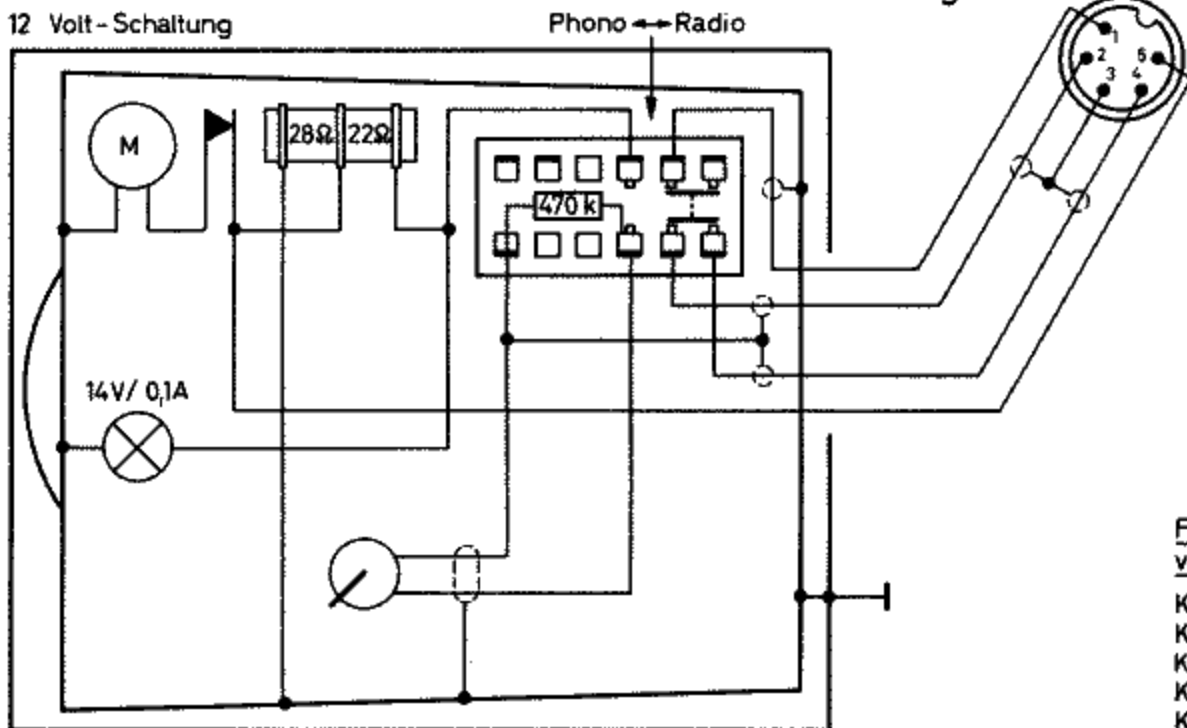 12 Volt-Schaltung
Phono ↔ Radio
1
2
5
3
4
M
28Ω
22Ω
470 k
14V/ 0,1A
K
K
K
K
K